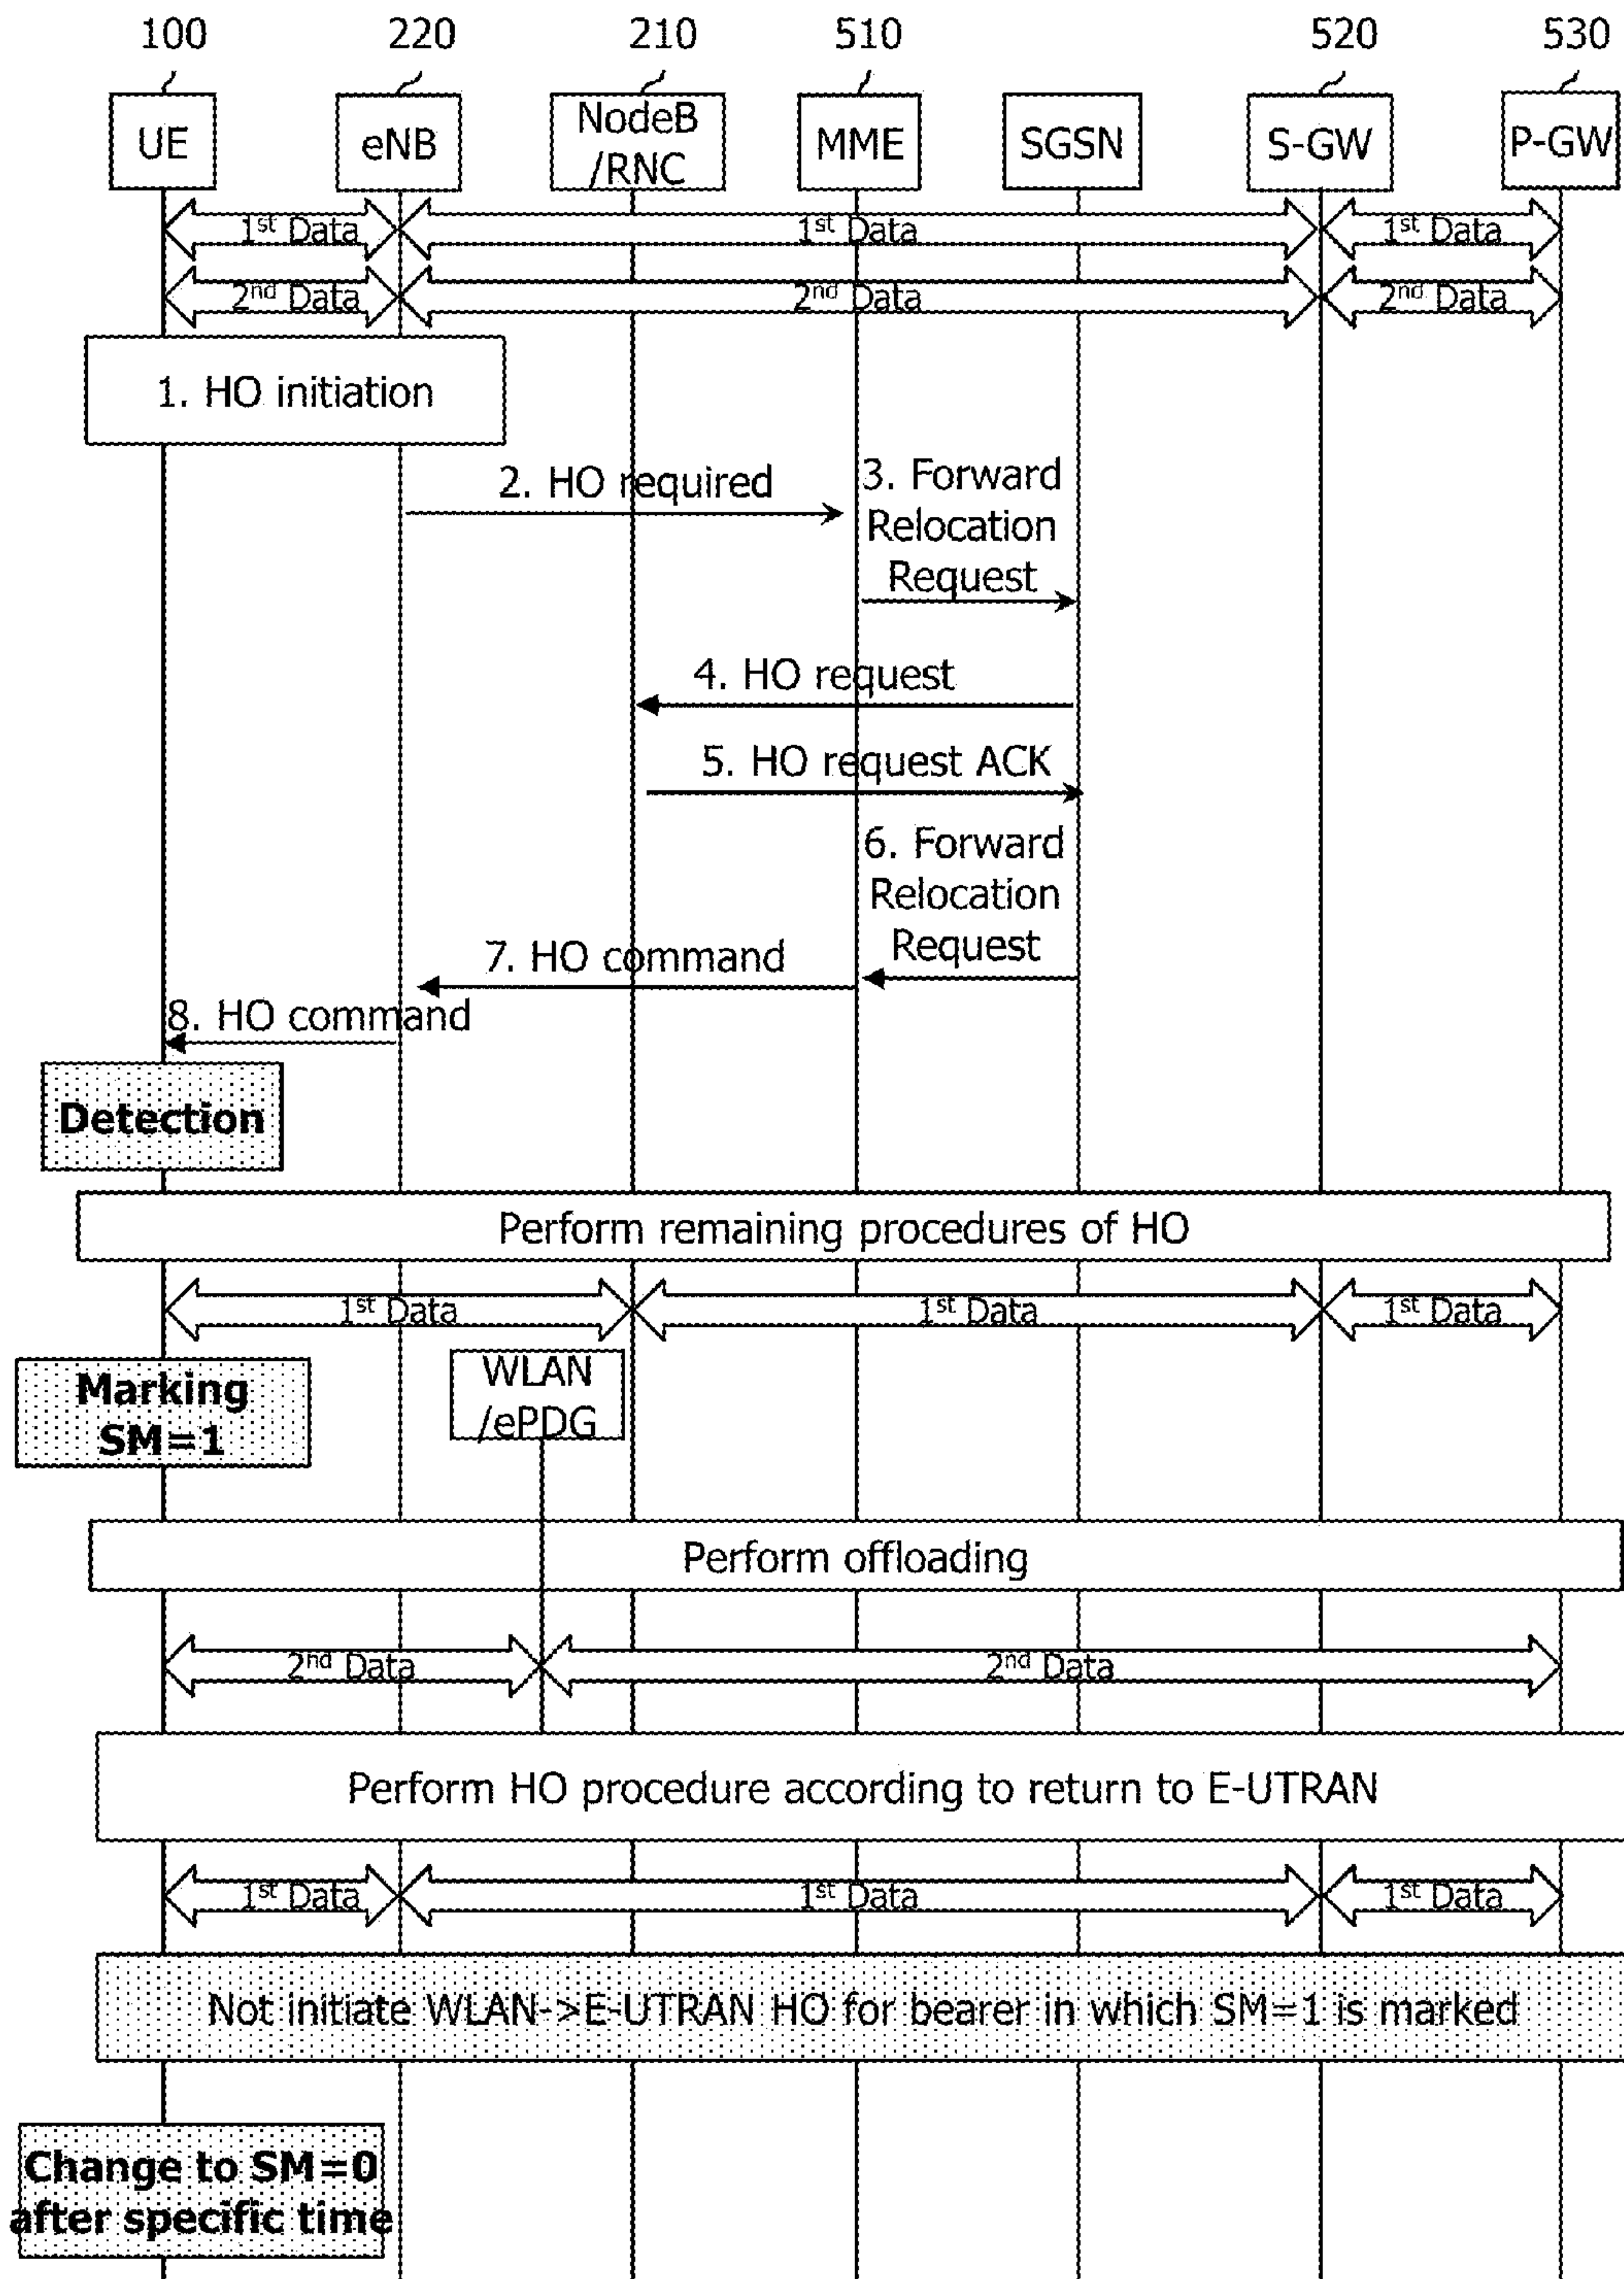 100 220 210 510 520 530
UE eNB NodeB MME SGSN S-GW P-GW
/RNC
1st Data 1st Data 1st Data
2nd Data 2nd Data 2nd Data
1. HO initiation
2. HO required
3. Forward
Relocation
Request
4. HO request
5. HO request ACK
6. Forward
Relocation
Request
7. HO command
8. HO command
Detection
Perform remaining procedures of HO
1st Data 1st Data 1st Data
Marking
SM=1
WLAN
/ePDG
Perform offloading
2nd Data 2nd Data
Perform HO procedure according to return to E-UTRAN
1st Data 1st Data 1st Data
Not initiate WLAN->E-UTRAN HO for bearer in which SM=1 is marked
Change to SM=0
after specific time